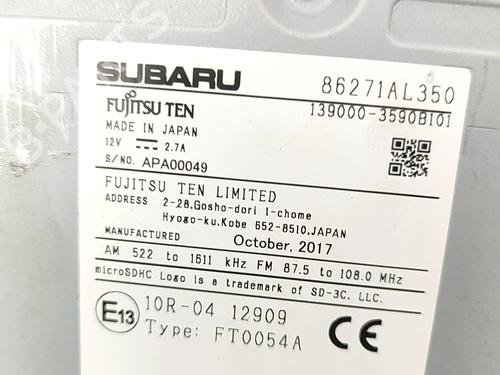 SUBARU 86271AL350
FUJITSU TEN 139000-3590B101
MADE IN JAPAN
12V 2.7A
S/NO. APA00049
FUJITSU TEN LIMITED
ADDRESS 2-28,Gosho-dori 1-chome
Hyogo-ku,Kobe 652-8510,JAPAN
MANUFACTURED October, 2017
AM 522 to 1611 kHz FM 87.5 to 108.0 MHz
microSDHC Logo is a trademark of SD-3C, LLC.
E13 10R-04 12909
Type: FT0054A CE